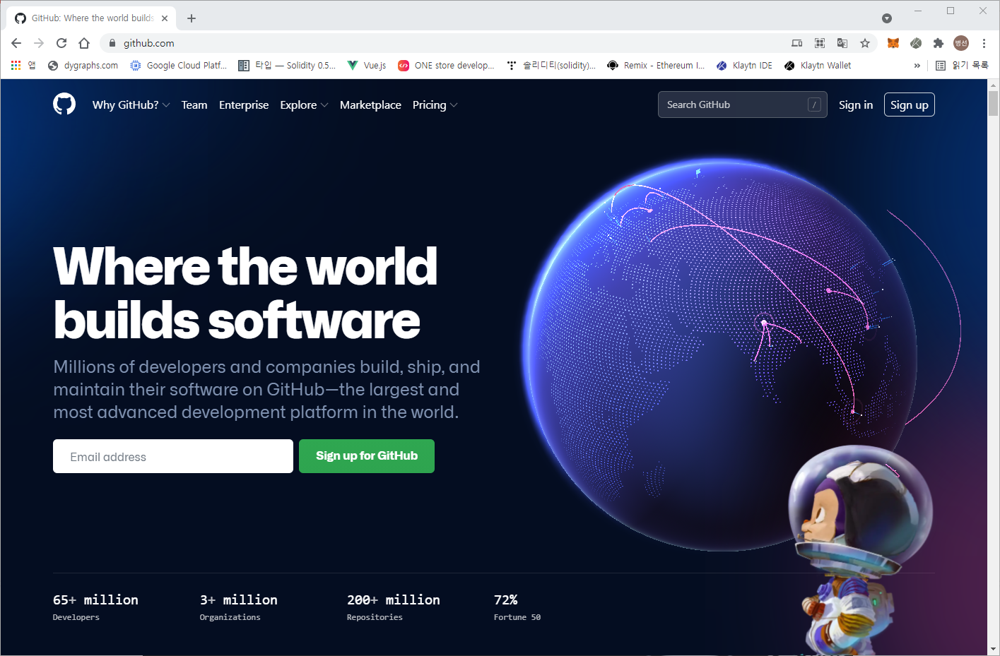 GitHub: Where the world builds
github.com
병선
앱
dygraphs.com
Google Cloud Platf...
타입 — Solidity 0.5...
Vue.js
ONE store develop...
솔리디티(solidity)...
Remix - Ethereum I...
Klaytn IDE
Klaytn Wallet
»
읽기 목록
Why GitHub?
Team
Enterprise
Explore
Marketplace
Pricing
Search GitHub
/
Sign in
Sign up
Where the world
builds software
Millions of developers and companies build, ship, and
maintain their software on GitHub—the largest and
most advanced development platform in the world.
Email address
Sign up for GitHub
65+ million
Developers
3+ million
Organizations
200+ million
Repositories
72%
Fortune 50